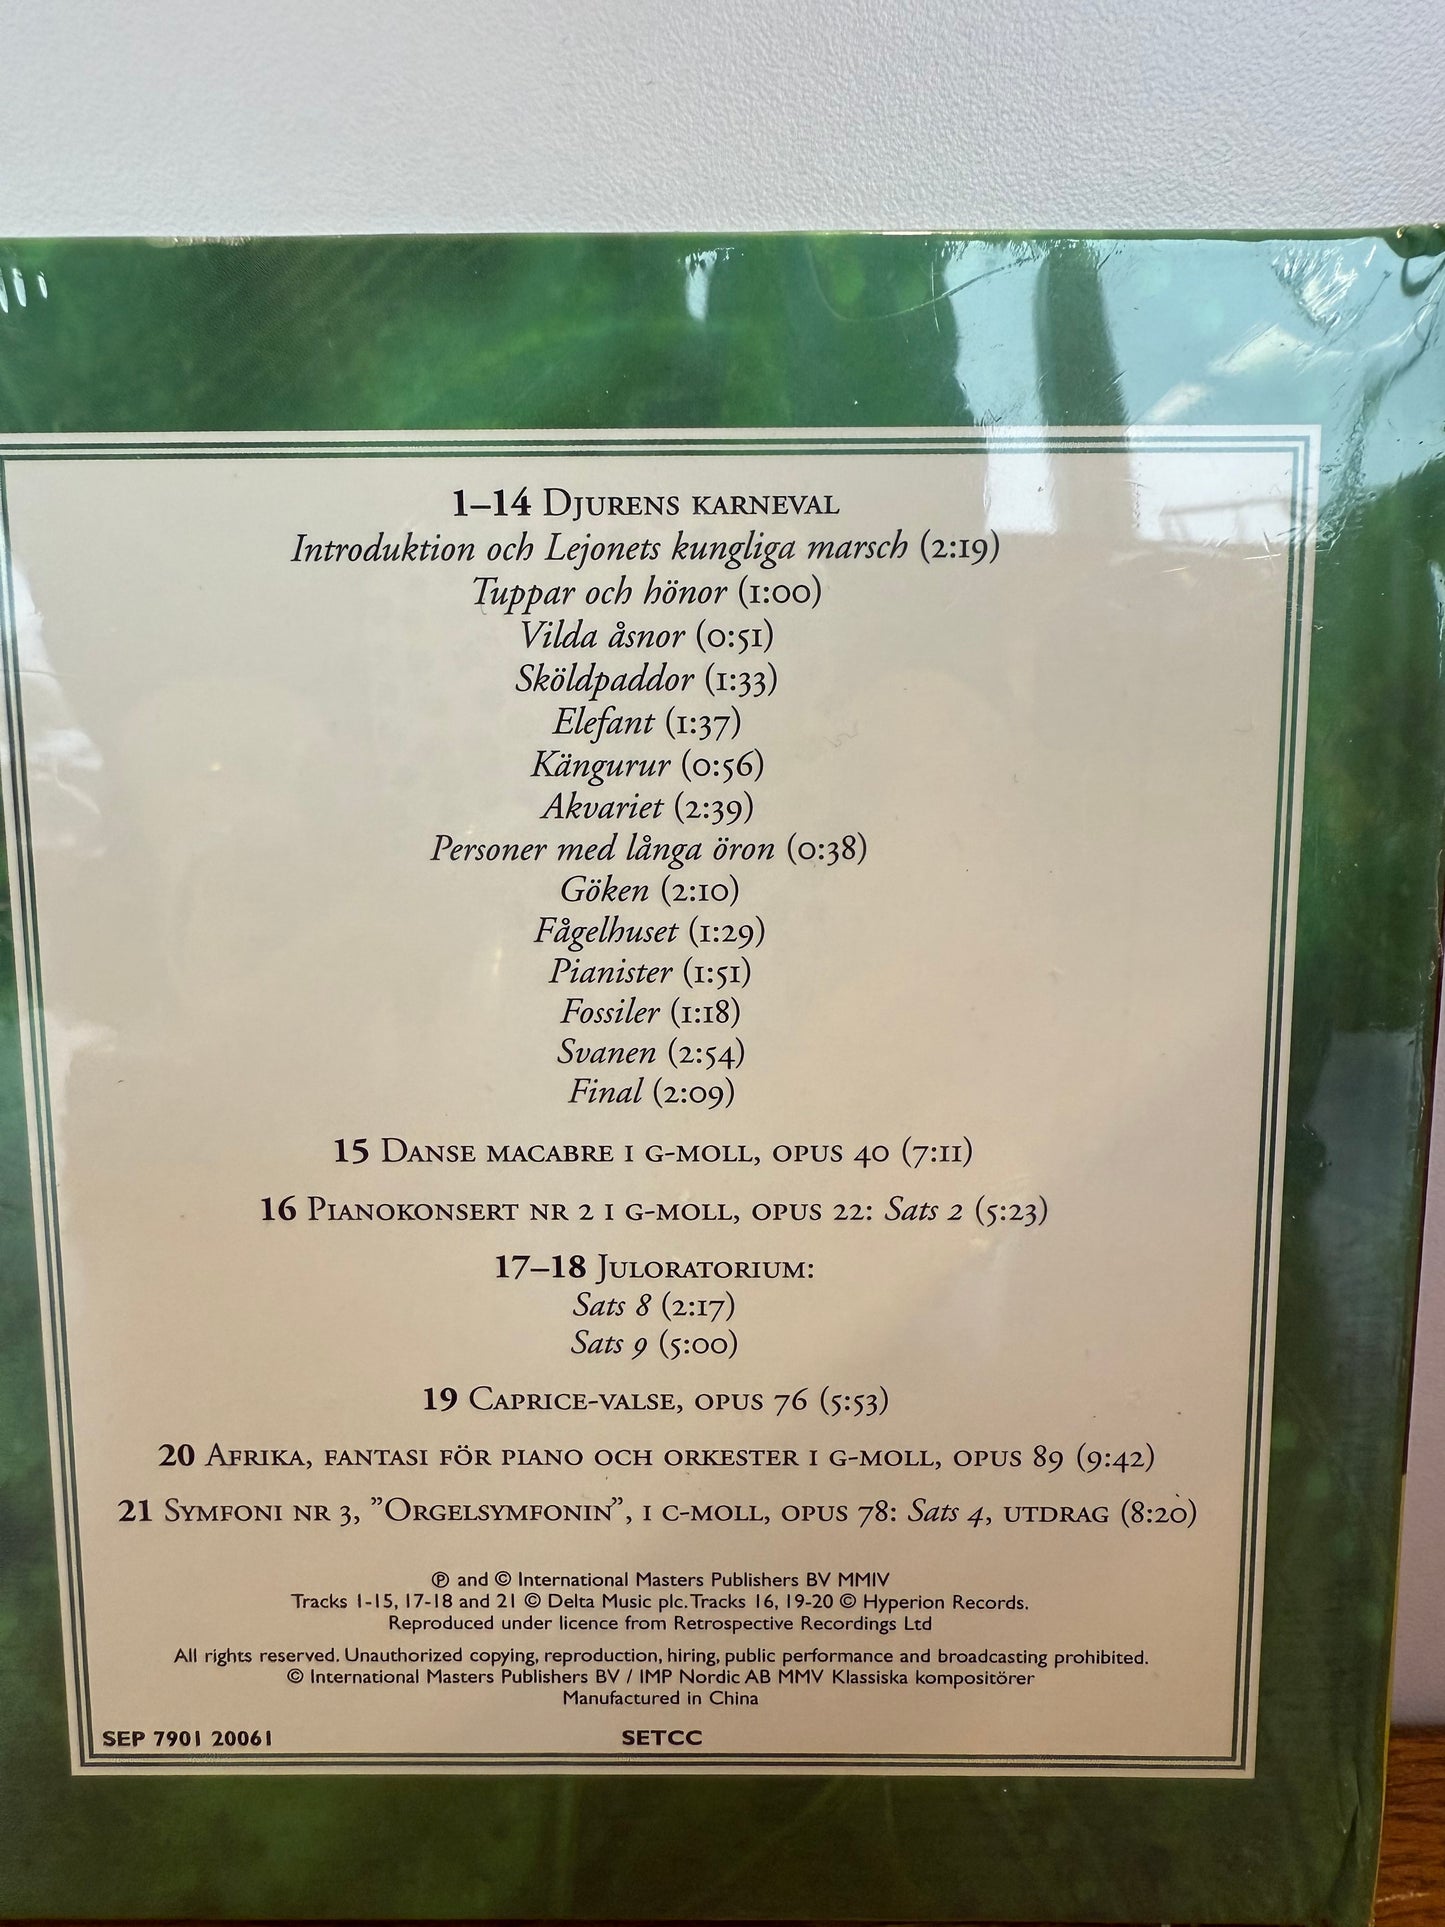 1–14 Djurens karneval
Introduktion och Lejonets kungliga marsch (2:19)
Tuppar och hönor (1:00)
Vilda åsnor (0:51)
Sköldpaddor (1:33)
Elefant (1:37)
Kängurur (0:56)
Akvariet (2:39)
Personer med långa öron (0:38)
Göken (2:10)
Fågelhuset (1:29)
Pianister (1:51)
Fossiler (1:18)
Svanen (2:54)
Final (2:09)
15 Danse macabre i g-moll, opus 40 (7:11)
16 Pianokonsert nr 2 i g-moll, opus 22: Sats 2 (5:23)
17–18 Juloratorium:
Sats 8 (2:17)
Sats 9 (5:00)
19 Caprice-valse, opus 76 (5:53)
20 Afrika, fantasi för piano och orkester i g-moll, opus 89 (9:42)
21 Symfoni nr 3, ”Orgelsymfonin”, i c-moll, opus 78: Sats 4, utdrag (8:20)
℗ and © International Masters Publishers BV MMIV
Tracks 1-15, 17-18 and 21 © Delta Music plc. Tracks 16, 19-20 © Hyperion Records.
Reproduced under licence from Retrospective Recordings Ltd
All rights reserved. Unauthorized copying, reproduction, hiring, public performance and broadcasting prohibited.
© International Masters Publishers BV / IMP Nordic AB MMV Klassiska kompositörer
Manufactured in China
SEP 7901 20061 SETCC